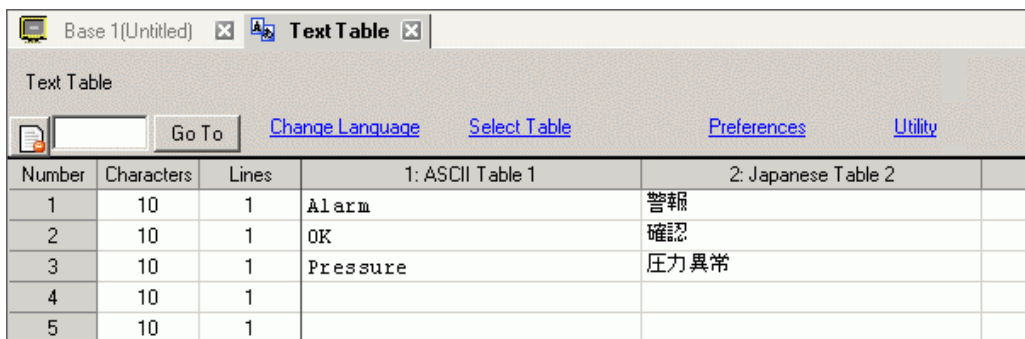 Base 1(Untitled) Text Table
Text Table
Go To Change Language Select Table Preferences Utility
Number Characters Lines 1: ASCII Table 1 2: Japanese Table 2
1 10 1 Alarm 警報
2 10 1 OK 確認
3 10 1 Pressure 圧力異常
4 10 1
5 10 1